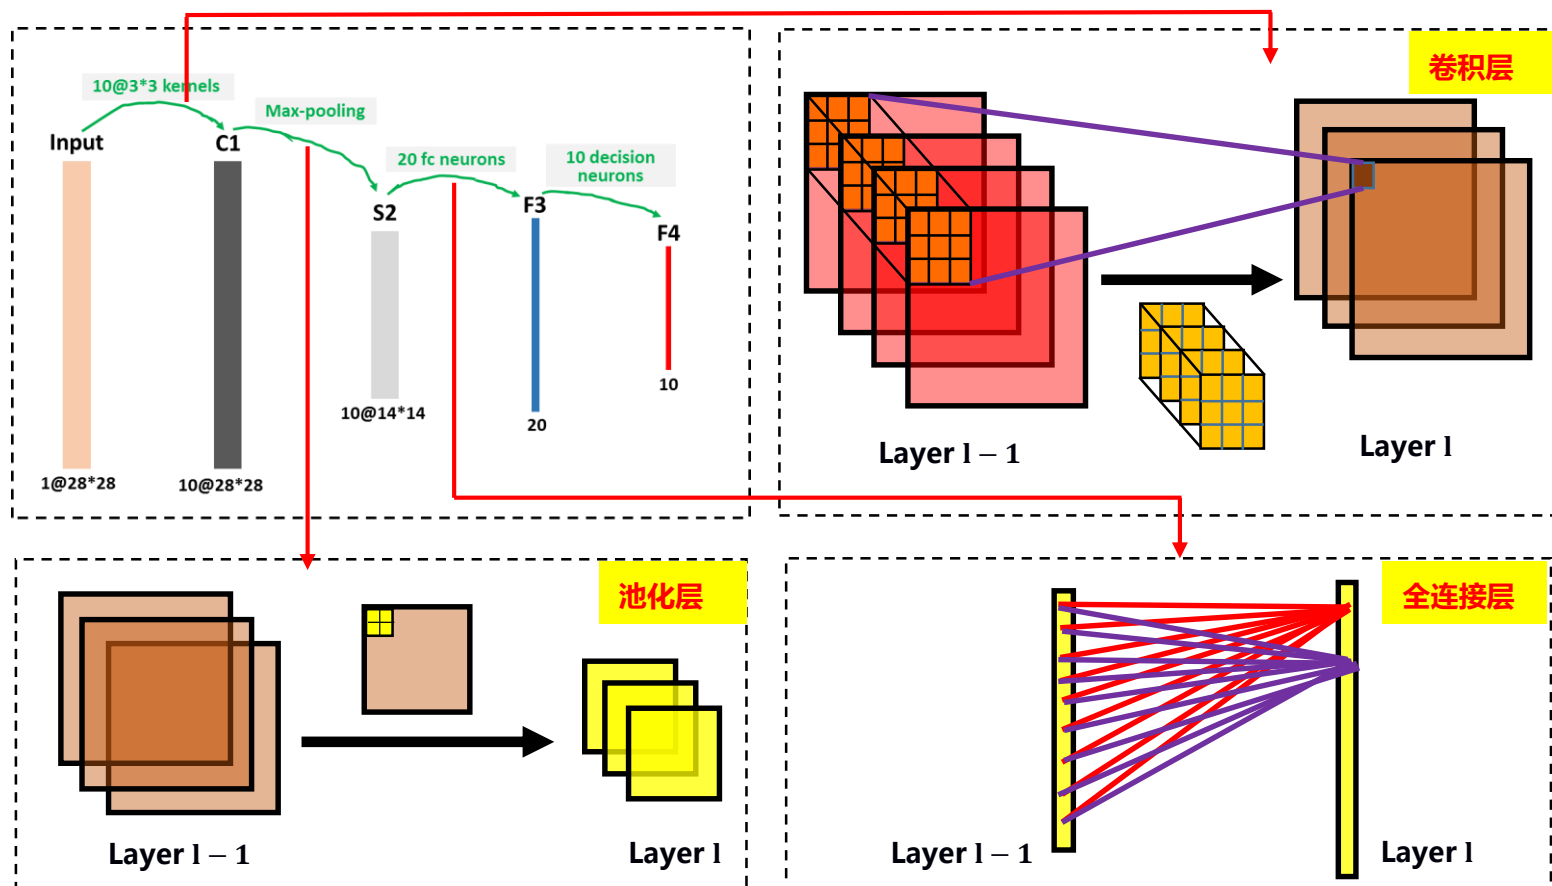 10@3*3 kernels
Max-pooling
Input
C1
20 fc neurons
10 decision
neurons
S2
F3
F4
10
10@14*14
20
1@28*28
10@28*28
卷积层
Layer l − 1
Layer l
池化层
Layer l − 1
Layer l
全连接层
Layer l − 1
Layer l